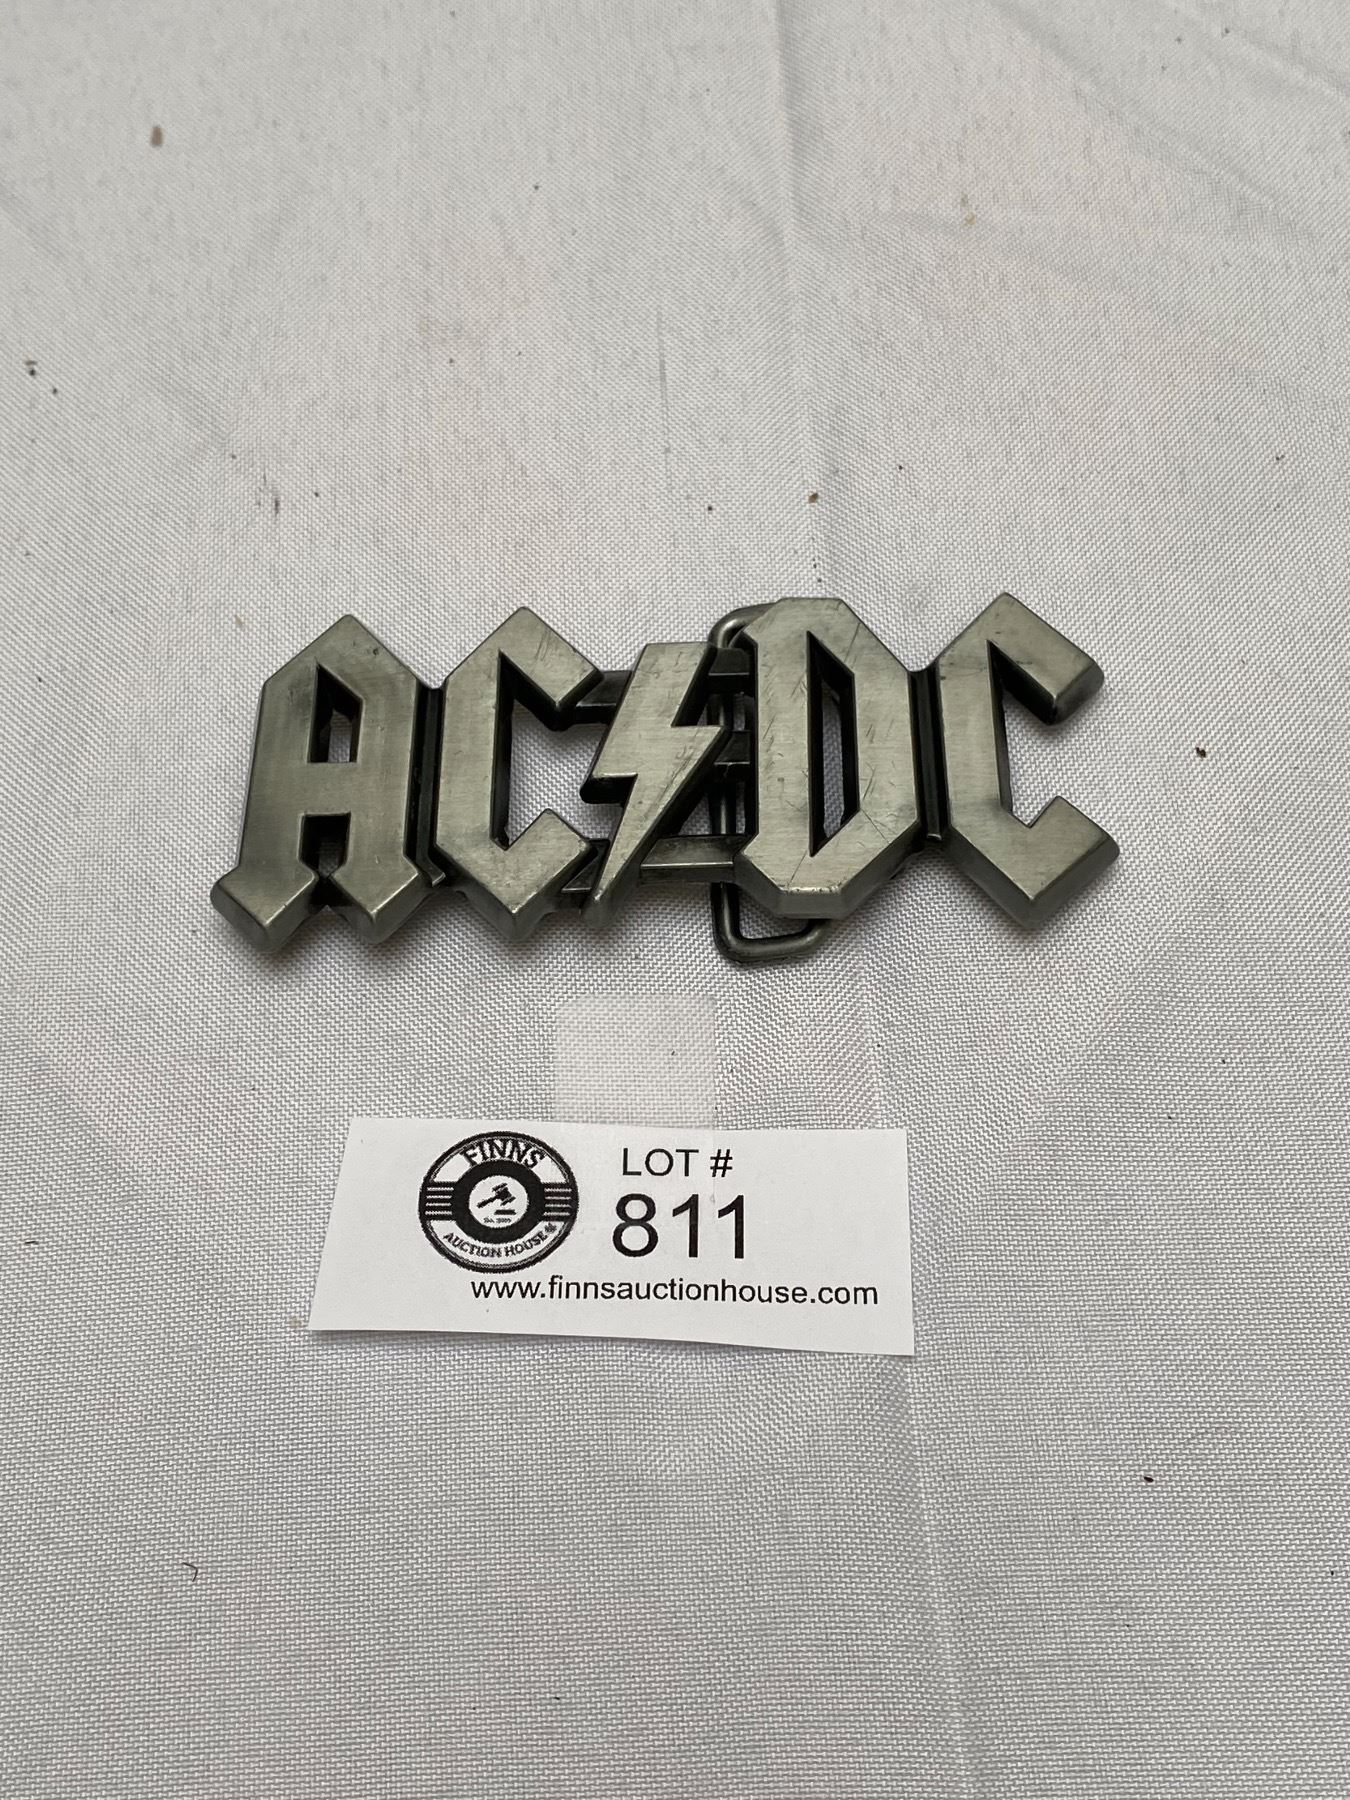 AC⚡DC
FINNS
AUCTION HOUSE
LOT #
811
www.finnsauctionhouse.com